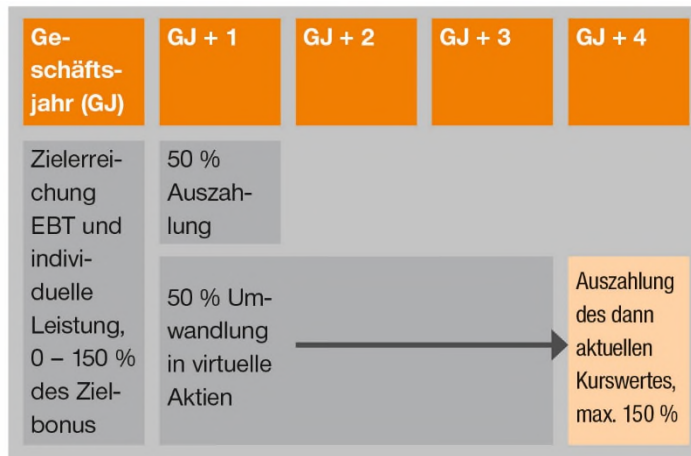 Ge-
schäfts-
jahr (GJ)
GJ + 1
GJ + 2
GJ + 3
GJ + 4
Zielerrei-
chung
EBT und
indivi-
duelle
Leistung,
0 – 150 %
des Ziel-
bonus
50 %
Auszah-
lung
50 % Um-
wandlung
in virtuelle
Aktien
Auszahlung
des dann
aktuellen
Kurswertes,
max. 150 %